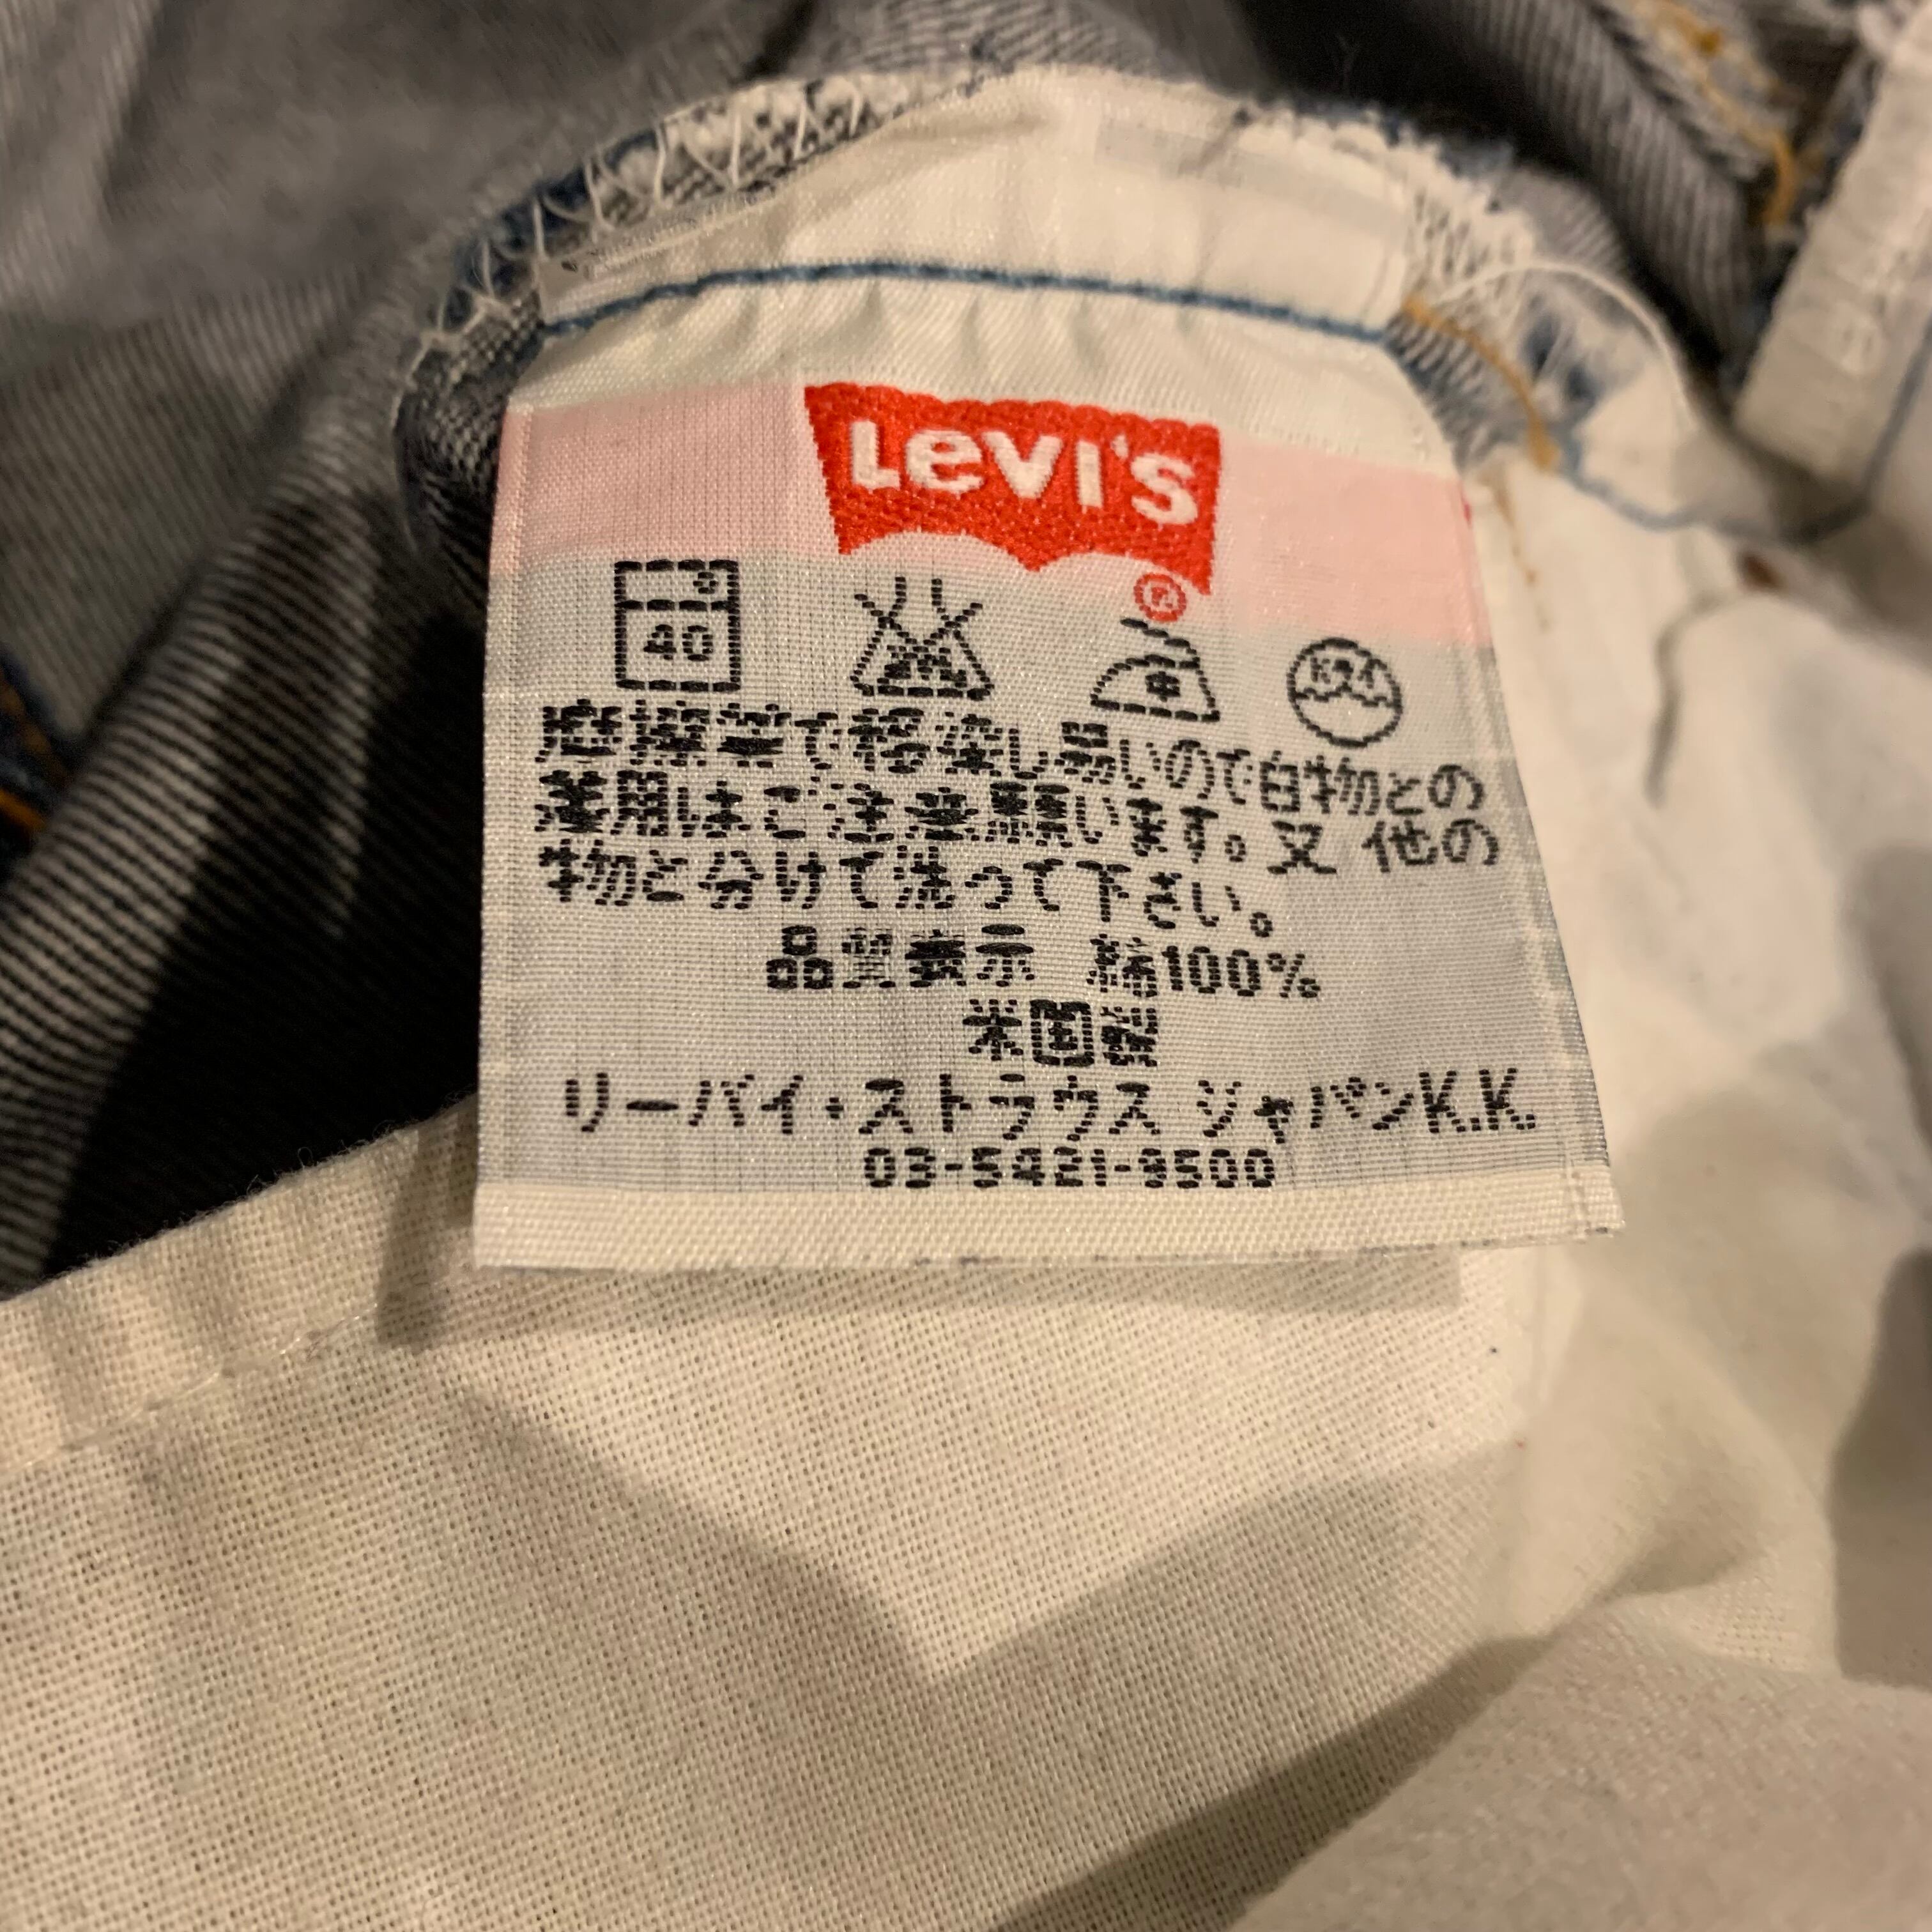 Levi's
®
40
湿摩擦等で移染し易いので白物との
着用はご注意願います。又 他の
物と分けて洗って下さい。
品質表示 綿100%
米国製
リーバイ・ストラウス ジャパンK.K.
03-5421-9500